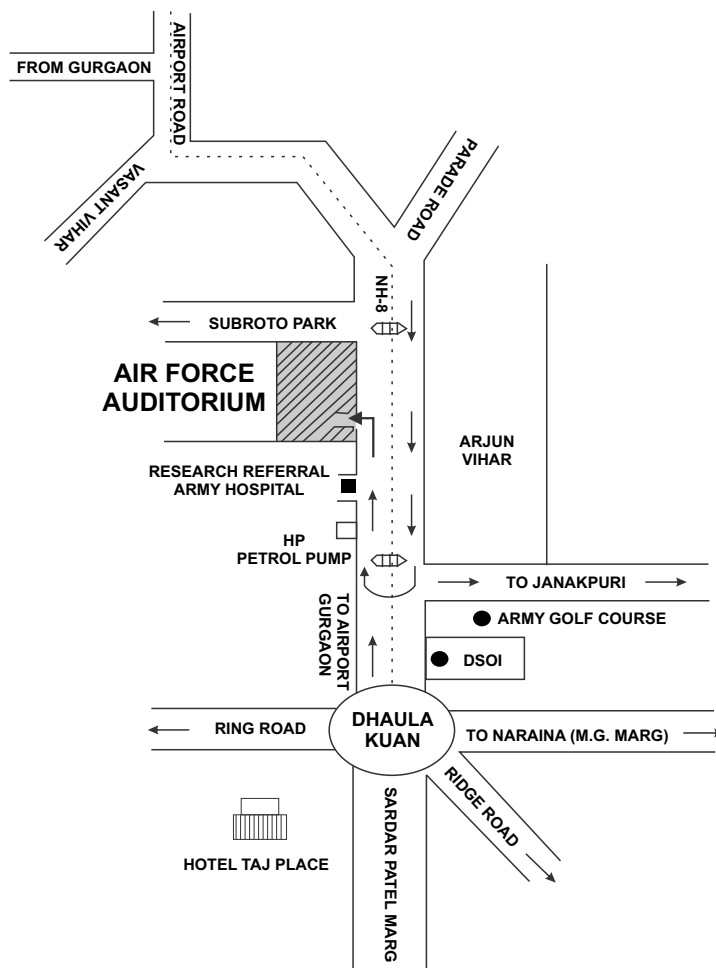 AIRPORT ROAD
FROM GURGAON
PARADE ROAD
VASANT VIHAR
NH-8
SUBROTO PARK
AIR FORCE
AUDITORIUM
ARJUN
VIHAR
RESEARCH REFERRAL
ARMY HOSPITAL
HP
PETROL PUMP
TO JANAKPURI
TO AIRPORT
GURGAON
ARMY GOLF COURSE
DSOI
RING ROAD
DHAULA
KUAN
TO NARAINA (M.G. MARG)
RIDGE ROAD
SARDAR PATEL MARG
HOTEL TAJ PLACE